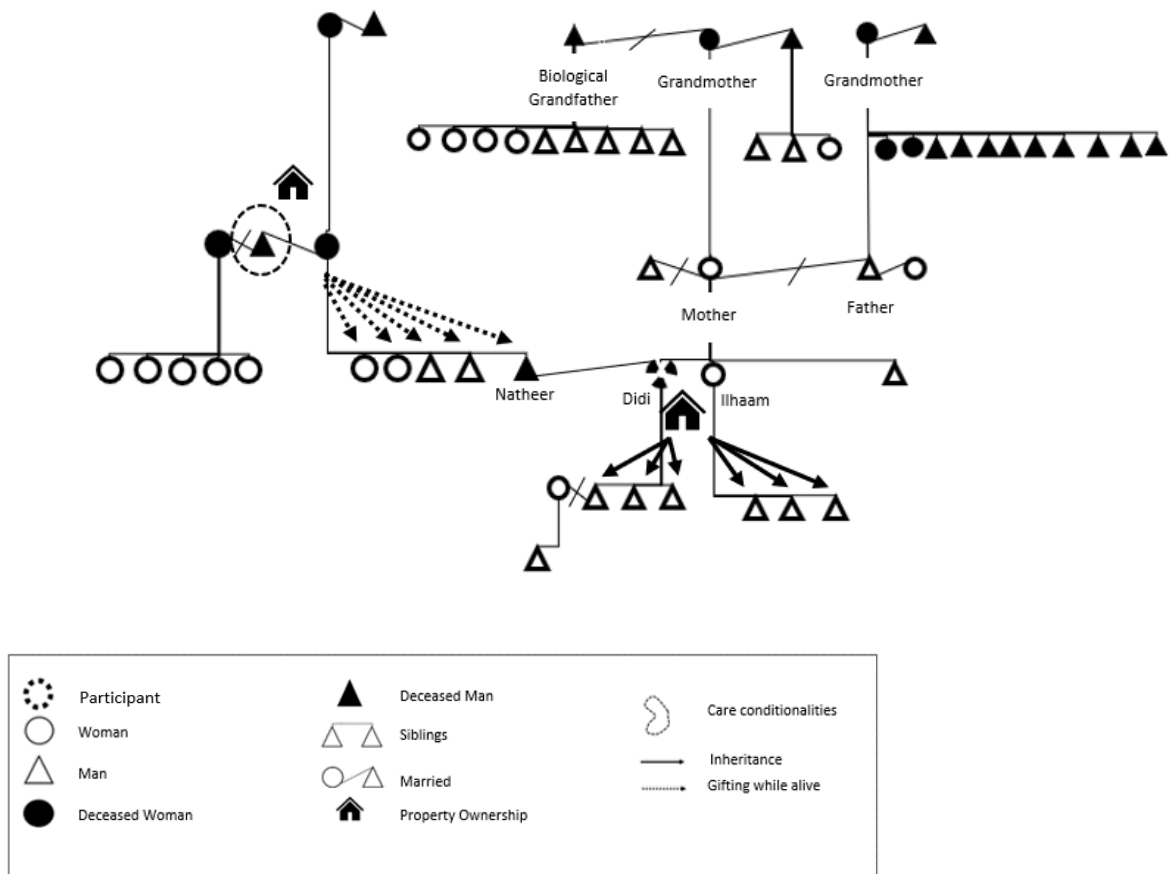 Biological
Grandfather
Grandmother
Grandmother
Mother
Father
Natheer
Didi
Ilhaam
Participant
Woman
Man
Deceased Woman
Deceased Man
Siblings
Married
Property Ownership
Care conditionalities
Inheritance
Gifting while alive